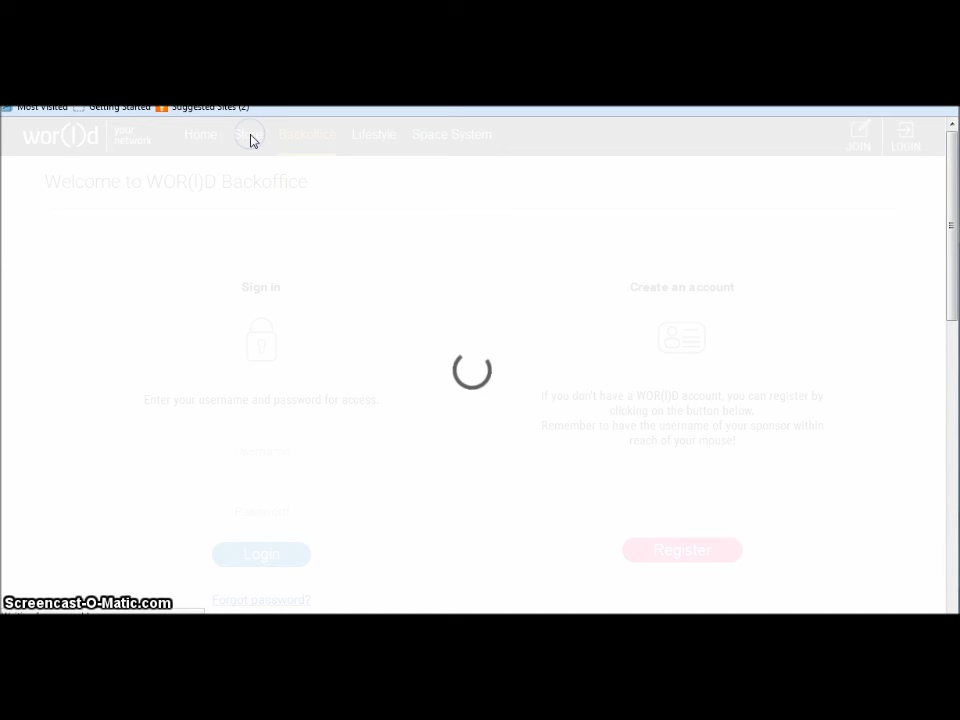 Most Visited Getting Started Suggested Sites (2)
wor(l)d your network Home Store Backoffice Lifestyle Space System JOIN LOGIN
Welcome to WOR(l)D Backoffice
Sign in
Enter your username and password for access.
Username
Password
Login
Forgot password?
Create an account
If you don't have a WOR(l)D account, you can register by
clicking on the button below.
Remember to have the username of your sponsor within
reach of your mouse!
Register
Screencast-O-Matic.com